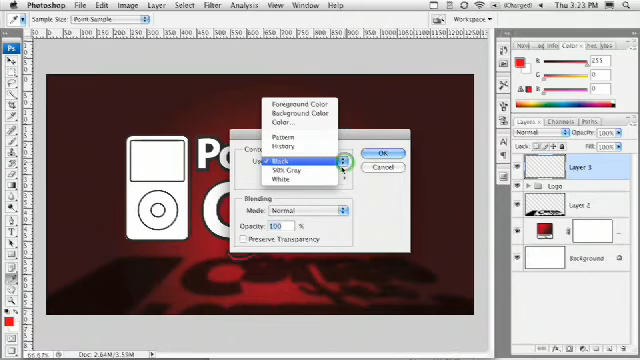 Photoshop File Edit Image Layer Select Filter Analysis View Window Help (Charged) Thu 3:23 PM
Sample Size: Point Sample Workspace
Color
255
0
0
Layers Channels Paths
Normal Opacity: 100%
Lock: Fill: 100%
Layer 3
Logo
Layer 2
Background
Foreground Color
Background Color
Color...
Pattern
History
Black
50% Gray
White
OK
Cancel
Blending
Mode: Normal
Opacity: 100 %
Preserve Transparency
Po
66.67% Doc: 2.64M/3.59M